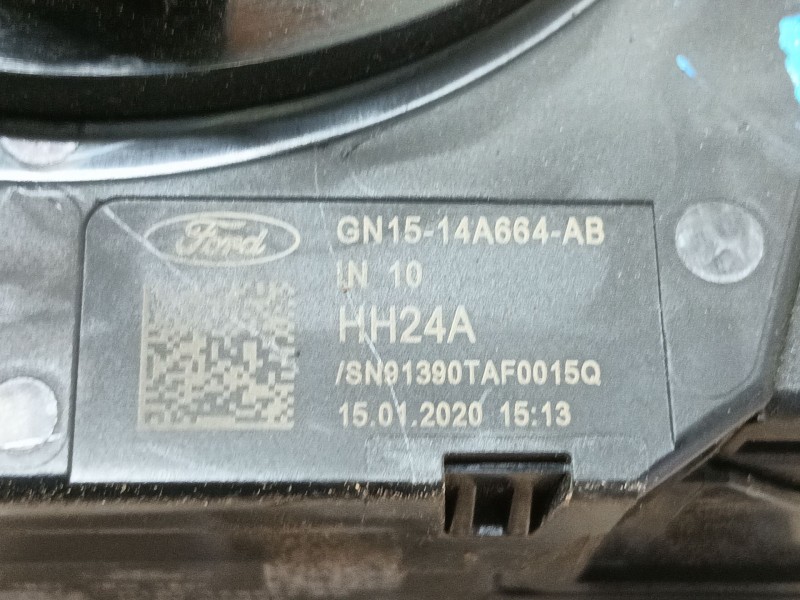 Ford
GN15-14A664-AB
IN 10
HH24A
/SN91390TAF0015Q
15.01.2020 15:13